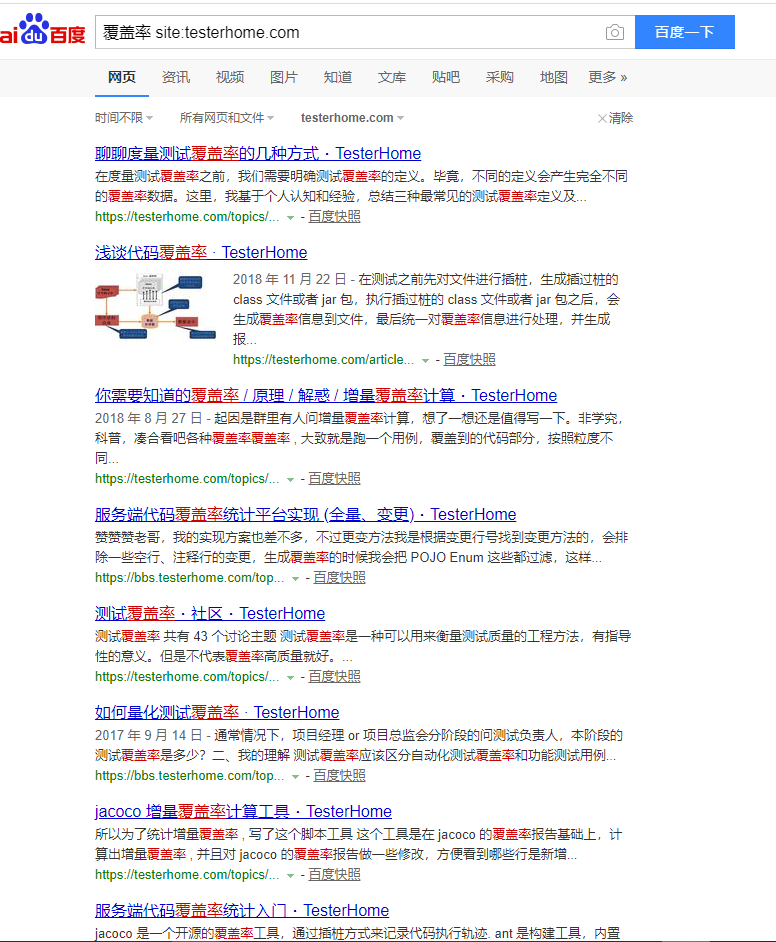 ai du 百度
覆盖率 site:testerhome.com
百度一下
网页 资讯 视频 图片 知道 文库 贴吧 采购 地图 更多 »
时间不限 所有网页和文件 testerhome.com ×清除
聊聊度量测试覆盖率的几种方式 · TesterHome
在度量测试覆盖率之前，我们需要明确测试覆盖率的定义。毕竟，不同的定义会产生完全不同
的覆盖率数据。这里，我基于个人认知和经验，总结三种最常见的测试覆盖率定义及...
https://testerhome.com/topics/... - 百度快照
浅谈代码覆盖率 · TesterHome
2018 年 11 月 22 日 - 在测试之前先对文件进行插桩，生成插过桩的
class 文件或者 jar 包，执行插过桩的 class 文件或者 jar 包之后，会
生成覆盖率信息到文件，最后统一对覆盖率信息进行处理，并生成
报...
https://testerhome.com/article... - 百度快照
你需要知道的覆盖率 / 原理 / 解惑 / 增量覆盖率计算 · TesterHome
2018 年 8 月 27 日 - 起因是群里有人问增量覆盖率计算，想了一想还是值得写一下。非学究，
科普，凑合看吧各种覆盖率覆盖率 , 大致就是跑一个用例，覆盖到的代码部分，按照粒度不
同...
https://testerhome.com/topics/... - 百度快照
服务端代码覆盖率统计平台实现 (全量、变更) · TesterHome
赞赞赞老哥，我的实现方案也差不多，不过更变方法我是根据变更行号找到变更方法的，会排
除一些空行、注释行的变更，生成覆盖率的时候我会把 POJO Enum 这些都过滤，这样...
https://bbs.testerhome.com/top... - 百度快照
测试覆盖率 · 社区 · TesterHome
测试覆盖率 共有 43 个讨论主题 测试覆盖率是一种可以用来衡量测试质量的工程方法，有指导
性的意义。但是不代表覆盖率高质量就好。...
https://testerhome.com/topics/... - 百度快照
如何量化测试覆盖率 · TesterHome
2017 年 9 月 14 日 - 通常情况下，项目经理 or 项目总监会分阶段的问测试负责人，本阶段的
测试覆盖率是多少？二、我的理解 测试覆盖率应该区分自动化测试覆盖率和功能测试用例...
https://bbs.testerhome.com/top... - 百度快照
jacoco 增量覆盖率计算工具 · TesterHome
所以为了统计增量覆盖率 , 写了这个脚本工具 这个工具是在 jacoco 的覆盖率报告基础上，计
算出增量覆盖率 , 并且对 jacoco 的覆盖率报告做一些修改，方便看到哪些行是新增...
https://testerhome.com/topics/... - 百度快照
服务端代码覆盖率统计入门 · TesterHome
jacoco 是一个开源的覆盖率工具，通过插桩方式来记录代码执行轨迹. ant 是构建工具，内置